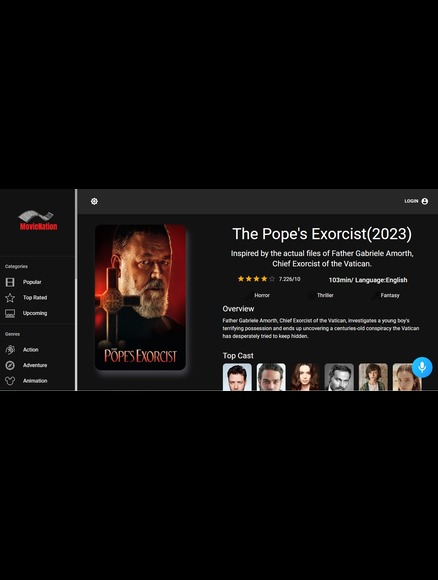 MovieNation
LOGIN
Categories
Popular
Top Rated
Upcoming
Genres
Action
Adventure
Animation
THE
POPE'S EXORCIST
The Pope's Exorcist(2023)
Inspired by the actual files of Father Gabriele Amorth,
Chief Exorcist of the Vatican.
7.226/10
103min/ Language:English
Horror
Thriller
Fantasy
Overview
Father Gabriele Amorth, Chief Exorcist of the Vatican, investigates a young boy's
terrifying possession and ends up uncovering a centuries-old conspiracy the Vatican
has desperately tried to keep hidden.
Top Cast